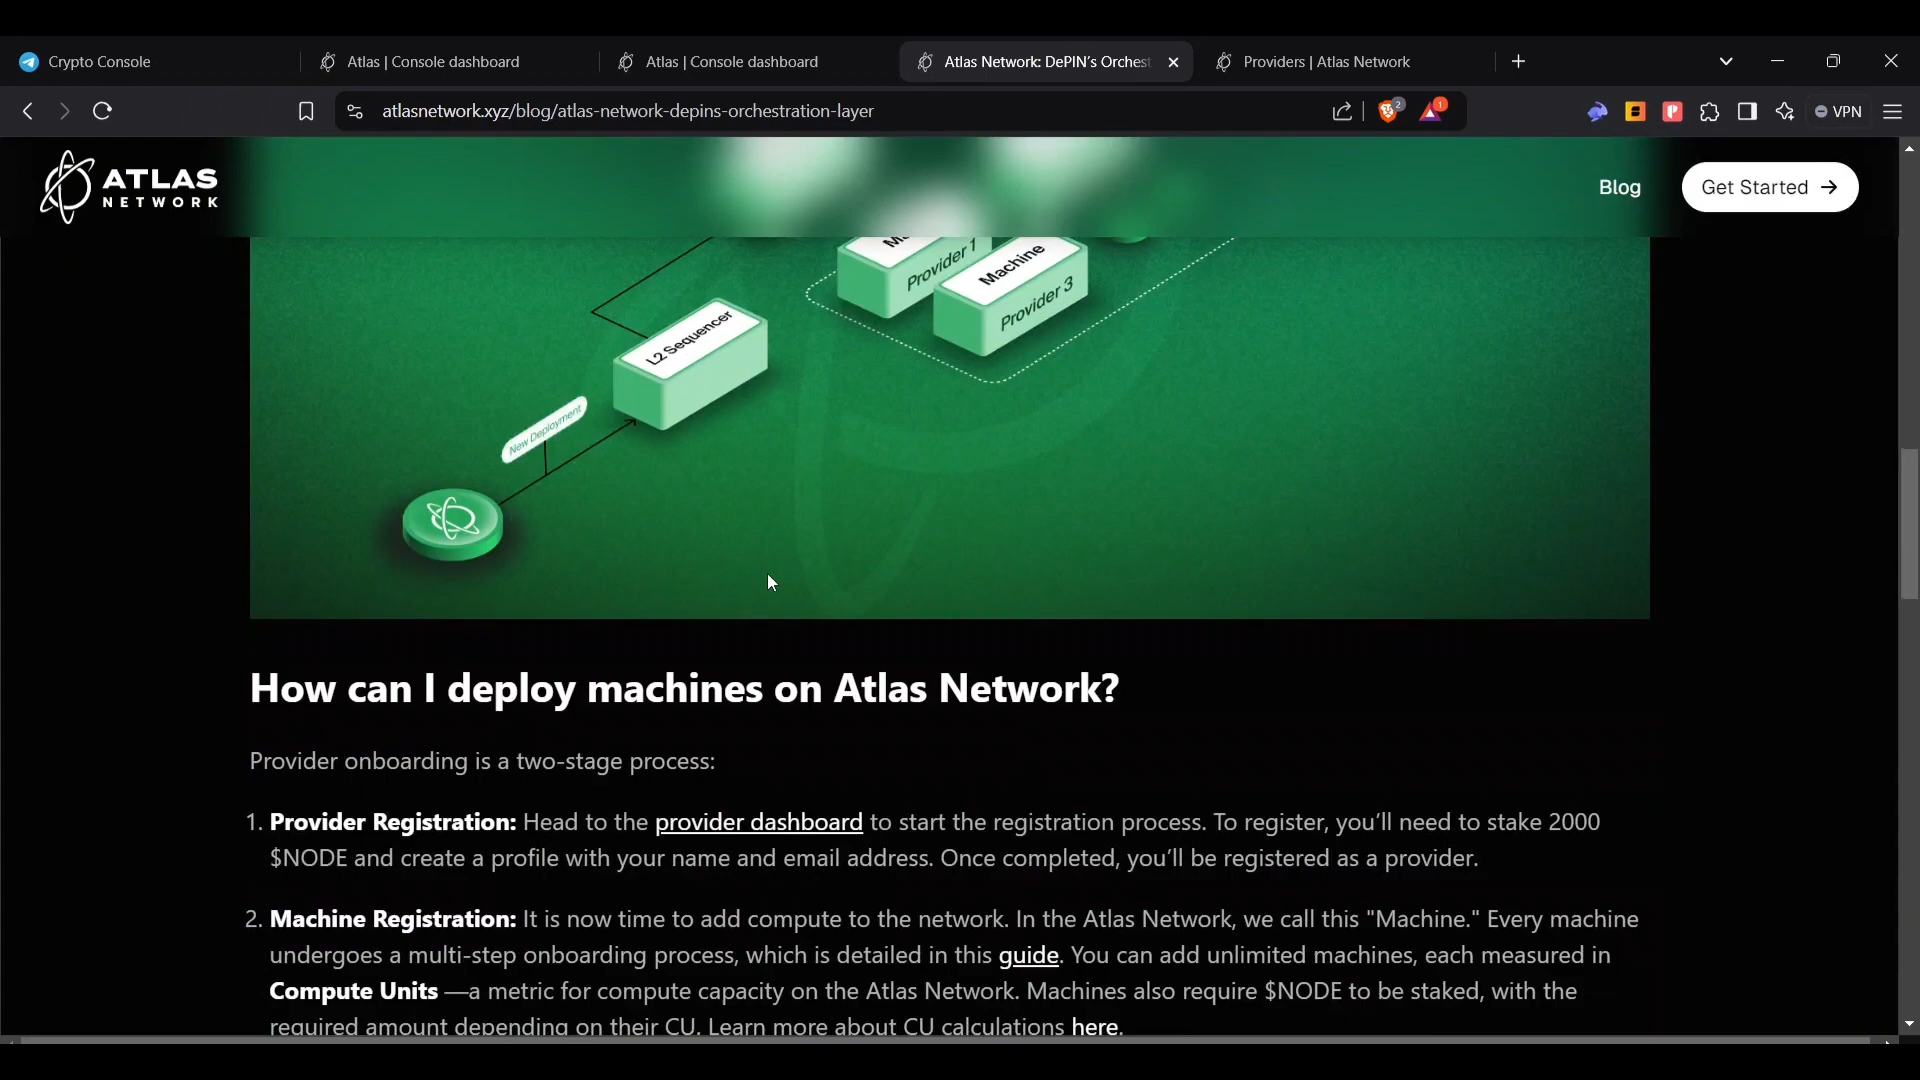 Crypto Console
Atlas | Console dashboard
Atlas | Console dashboard
Atlas Network: DePIN's Orchest
Providers | Atlas Network
atlasnetwork.xyz/blog/atlas-network-depins-orchestration-layer
2
1
VPN
ATLAS
NETWORK
Blog
Get Started →
Provider 1
Machine
Provider 3
L2 Sequencer
New Deployment
How can I deploy machines on Atlas Network?
Provider onboarding is a two-stage process:
1. Provider Registration: Head to the provider dashboard to start the registration process. To register, you'll need to stake 2000
$NODE and create a profile with your name and email address. Once completed, you'll be registered as a provider.
2. Machine Registration: It is now time to add compute to the network. In the Atlas Network, we call this "Machine." Every machine
undergoes a multi-step onboarding process, which is detailed in this guide. You can add unlimited machines, each measured in
Compute Units —a metric for compute capacity on the Atlas Network. Machines also require $NODE to be staked, with the
required amount depending on their CU. Learn more about CU calculations here.